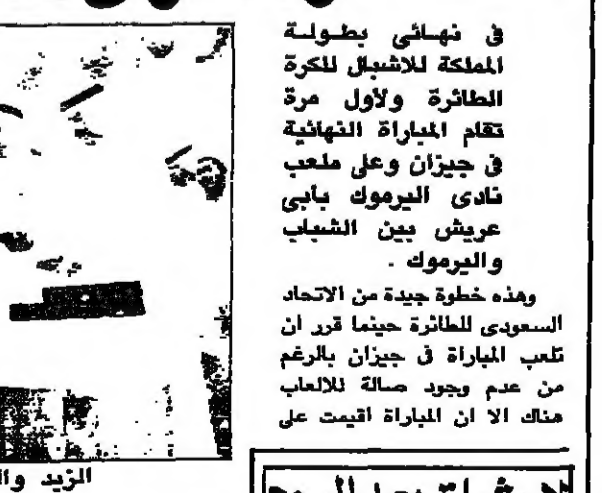 فى نهائى بطولة
المملكة للاشبال للكرة
الطائرة ولأول مرة
تقام المباراة النهائية
فى جيزان وعلى ملعب
نادى اليرموك بأبى
عريش بين الشباب
واليرموك .
وهذه خطوة جيدة من الاتحاد
السعودى للطائرة حينما قرر ان
تلعب المباراة فى جيزان بالرغم
من عدم وجود صالة للالعاب
هناك الا ان المباراة اقيمت على
الزيد